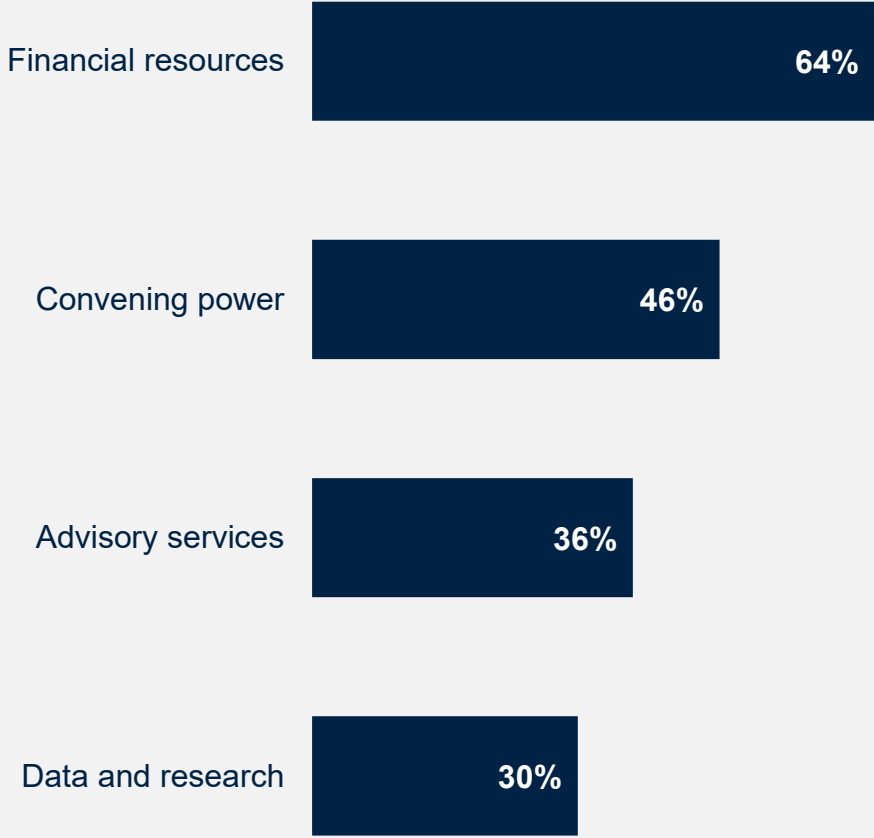 Financial resources 64%
Convening power 46%
Advisory services 36%
Data and research 30%